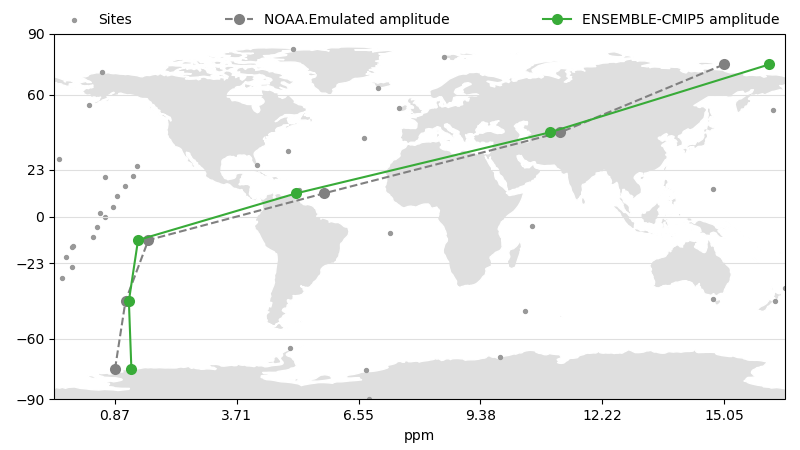 Sites NOAA.Emulated amplitude ENSEMBLE-CMIP5 amplitude
90
60
23
0
−23
−60
−90
0.87 3.71 6.55 9.38 12.22 15.05
ppm